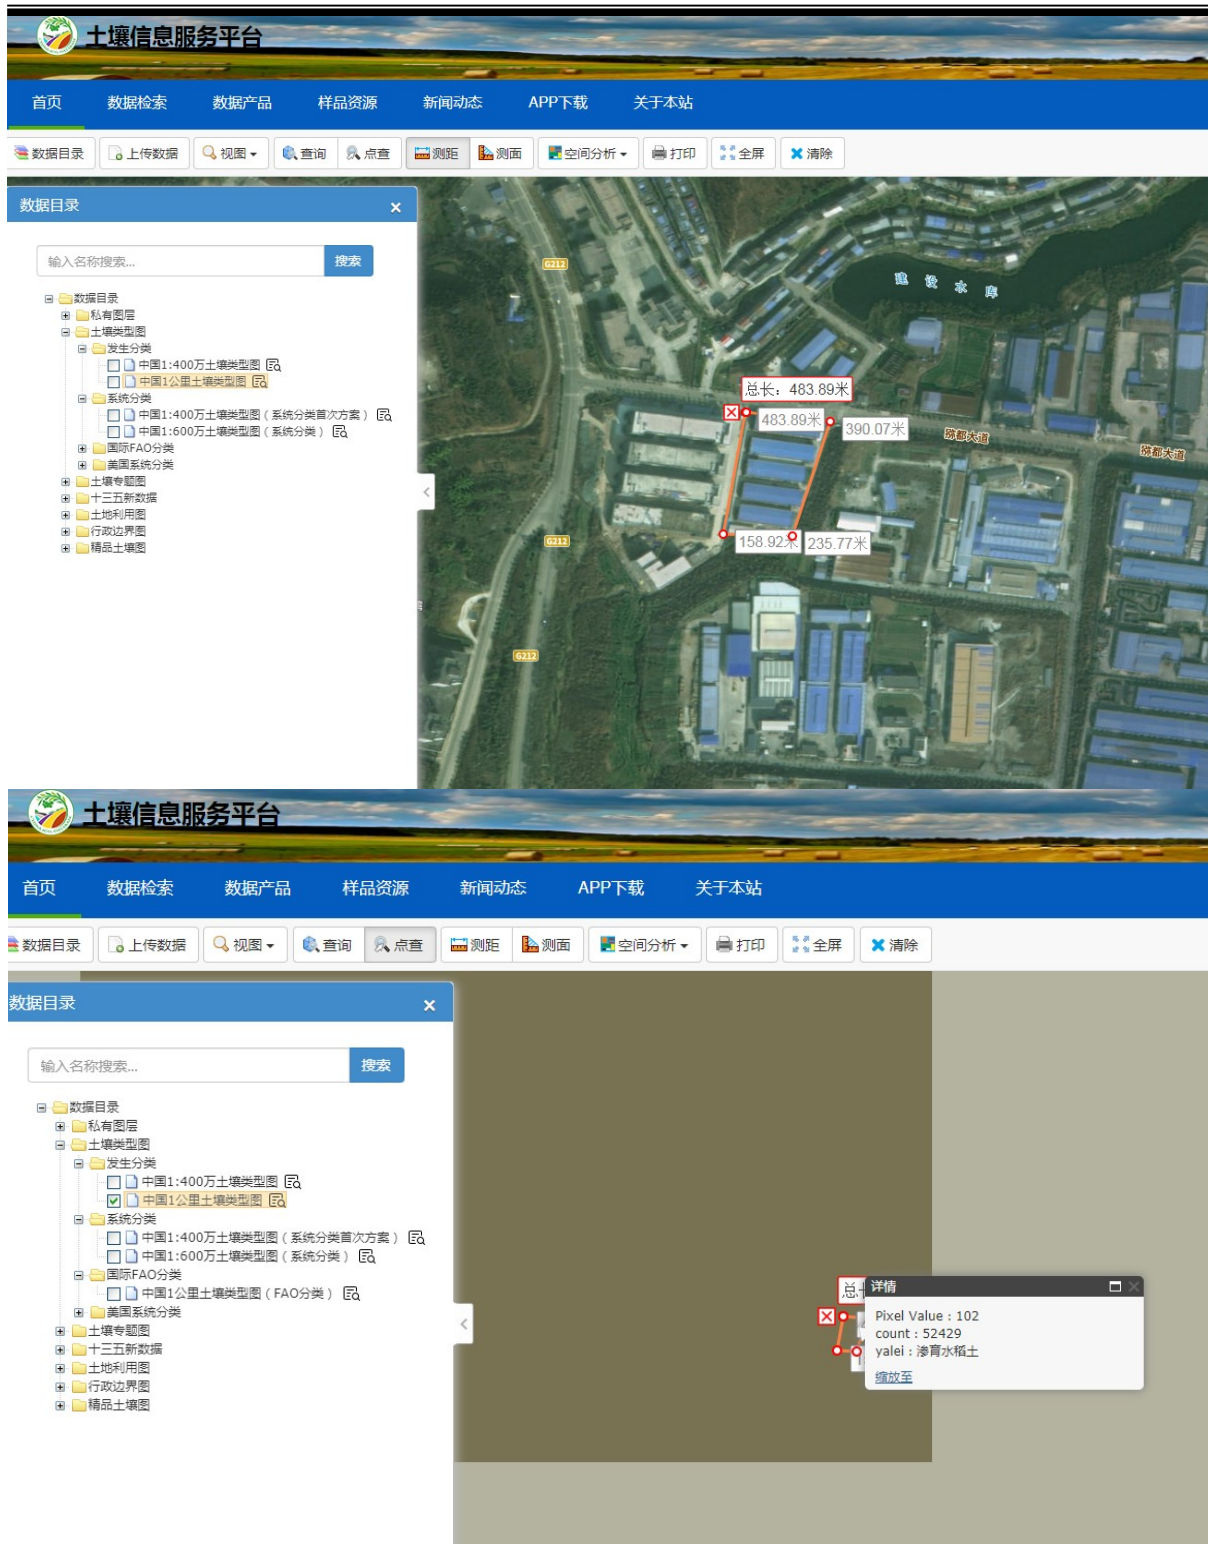 土壤信息服务平台
首页 数据检索 数据产品 样品资源 新闻动态 APP下载 关于本站
数据目录 上传数据 视图 查询 点查 测距 测面 空间分析 打印 全屏 清除
数据目录 ×
输入名称搜索... 搜索
数据目录
私有图层
土壤类型图
发生分类
中国1:400万土壤类型图
中国1公里土壤类型图
系统分类
中国1:400万土壤类型图(系统分类首次方案)
中国1:600万土壤类型图(系统分类)
国际FAO分类
美国系统分类
土壤专题图
十三五新数据
土地利用图
行政边界图
精品土壤图
G212
建设水库
总长:483.89米
483.89米
390.07米
猕都大道
猕都大道
G212
158.92米
235.77米
G212
土壤信息服务平台
首页 数据检索 数据产品 样品资源 新闻动态 APP下载 关于本站
数据目录 上传数据 视图 查询 点查 测距 测面 空间分析 打印 全屏 清除
数据目录 ×
输入名称搜索... 搜索
数据目录
私有图层
土壤类型图
发生分类
中国1:400万土壤类型图
中国1公里土壤类型图
系统分类
中国1:400万土壤类型图(系统分类首次方案)
中国1:600万土壤类型图(系统分类)
国际FAO分类
中国1公里土壤类型图(FAO分类)
美国系统分类
土壤专题图
十三五新数据
土地利用图
行政边界图
精品土壤图
总
详情
Pixel Value : 102
count : 52429
yalei : 渗育水稻土
缩放至